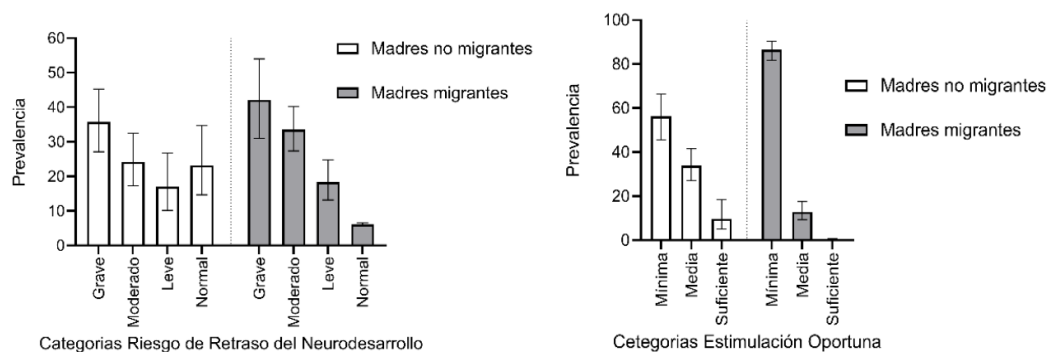 60
50
40
30
20
10
0
Prevalencia
Madres no migrantes
Madres migrantes
Grave
Moderado
Leve
Normal
Grave
Moderado
Leve
Normal
Categorias Riesgo de Retraso del Neurodesarrollo
100
80
60
40
20
0
Prevalencia
Madres no migrantes
Madres migrantes
Mínima
Media
Suficiente
Mínima
Media
Suficiente
Cetegorias Estimulación Oportuna